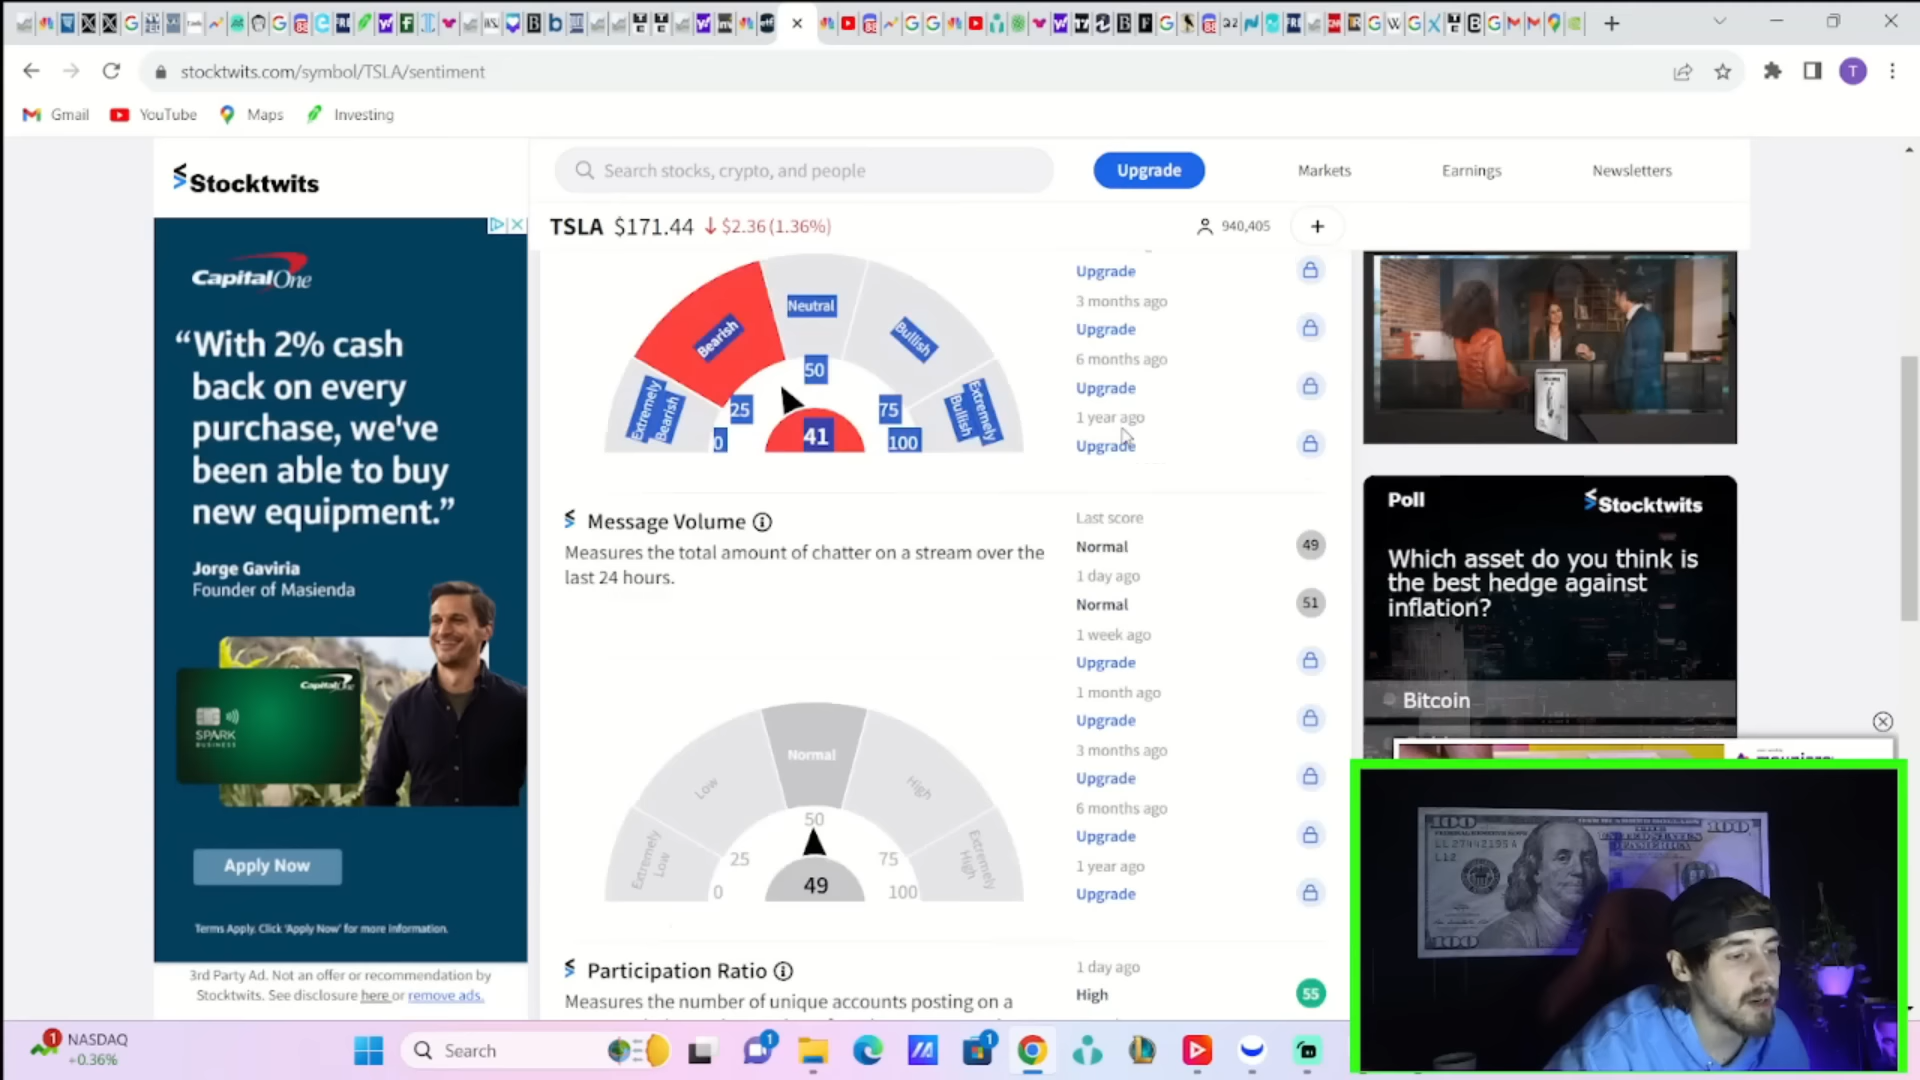 stocktwits.com/symbol/TSLA/sentiment
T
Gmail
YouTube
Maps
Investing
Stocktwits
Search stocks, crypto, and people
Upgrade
Markets
Earnings
Newsletters
TSLA $171.44 ↓ $2.36 (1.36%)
940,405
+
CapitalOne
“With 2% cash
back on every
purchase, we've
been able to buy
new equipment.”
Jorge Gaviria
Founder of Masienda
CapitalOne
SPARK
BUSINESS
Apply Now
Terms Apply. Click 'Apply Now' for more information.
3rd Party Ad. Not an offer or recommendation by
Stocktwits. See disclosure here or remove ads.
Extremely
Bearish
Bearish
Neutral
Bullish
Extremely
Bullish
0
25
50
75
100
41
Upgrade
3 months ago
Upgrade
6 months ago
Upgrade
1 year ago
Upgrade
Message Volume
Measures the total amount of chatter on a stream over the
last 24 hours.
Extremely
Low
Low
Normal
High
Extremely
High
0
25
50
75
100
49
Last score
Normal
49
1 day ago
Normal
51
1 week ago
Upgrade
1 month ago
Upgrade
3 months ago
Upgrade
6 months ago
Upgrade
1 year ago
Upgrade
Participation Ratio
Measures the number of unique accounts posting on a
1 day ago
High
55
Poll
Stocktwits
Which asset do you think is
the best hedge against
inflation?
Bitcoin
100
100
100
1
NASDAQ
+0.36%
Search
1
1